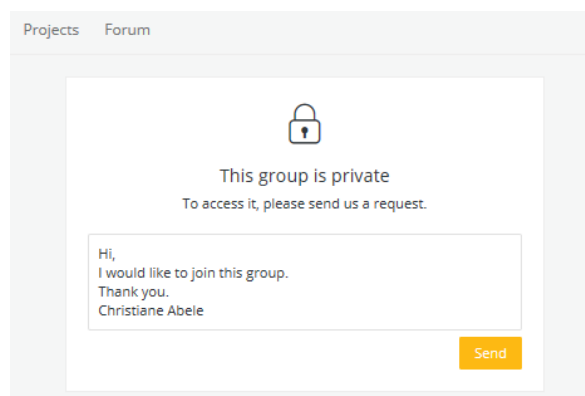 Projects Forum
This group is private
To access it, please send us a request.
Hi,
I would like to join this group.
Thank you.
Christiane Abele
Send